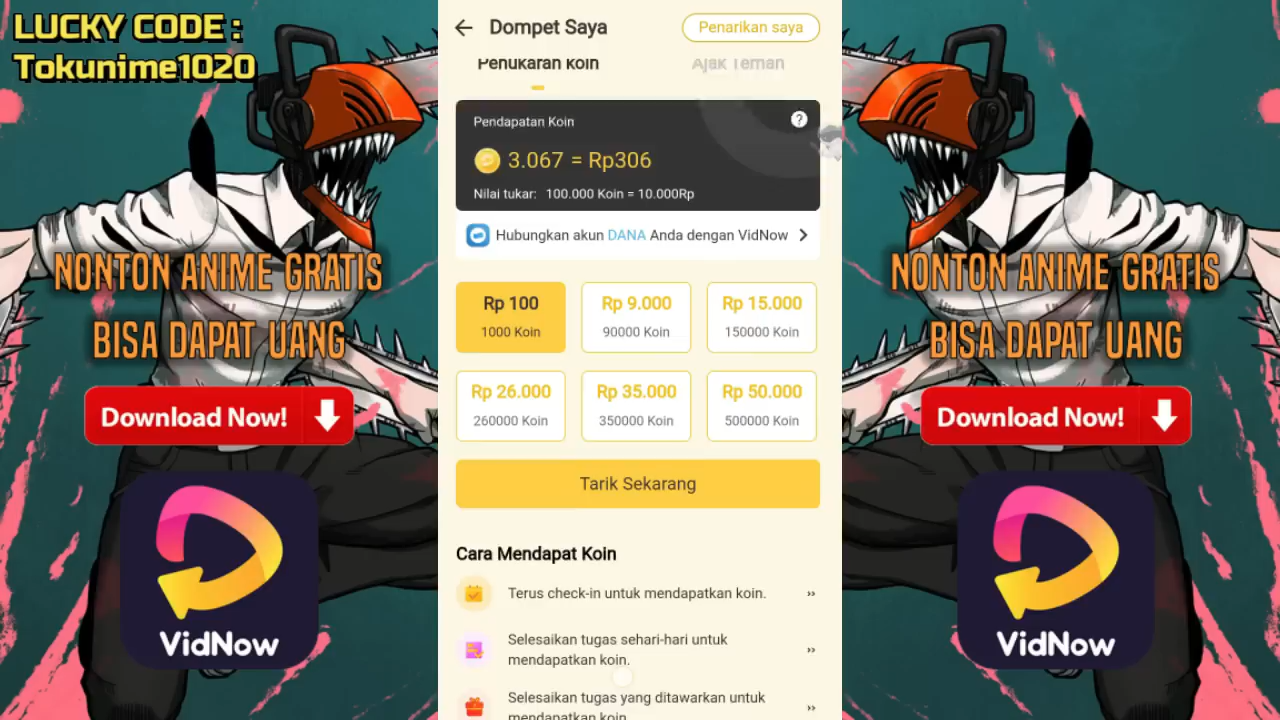 LUCKY CODE :
Tokunime1020
NONTON ANIME GRATIS
BISA DAPAT UANG
Download Now!
VidNow
Dompet Saya
Penarikan saya
Penukaran Koin
Ajak Teman
Pendapatan Koin
?
3.067 = Rp306
Nilai tukar: 100.000 Koin = 10.000Rp
Hubungkan akun DANA Anda dengan VidNow
Rp 100
1000 Koin
Rp 9.000
90000 Koin
Rp 15.000
150000 Koin
Rp 26.000
260000 Koin
Rp 35.000
350000 Koin
Rp 50.000
500000 Koin
Tarik Sekarang
Cara Mendapat Koin
Terus check-in untuk mendapatkan koin.
Selesaikan tugas sehari-hari untuk
mendapatkan koin.
Selesaikan tugas yang ditawarkan untuk
mendapatkan koin
NONTON ANIME GRATIS
BISA DAPAT UANG
Download Now!
VidNow